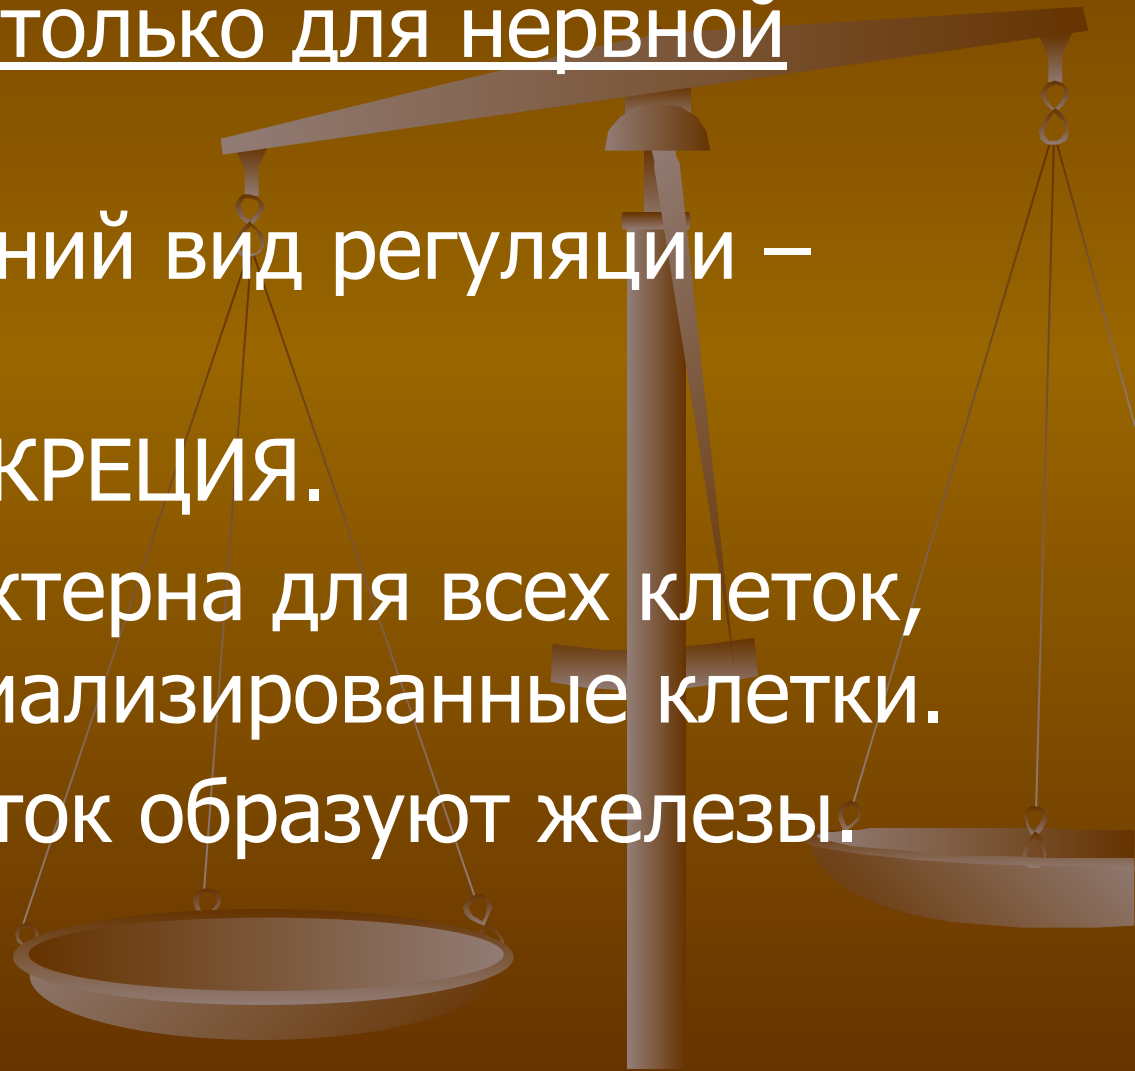 только для нервной
ний вид регуляции –
КРЕЦИЯ.
ктерна для всех клеток,
иализированные клетки.
ток образуют железы.